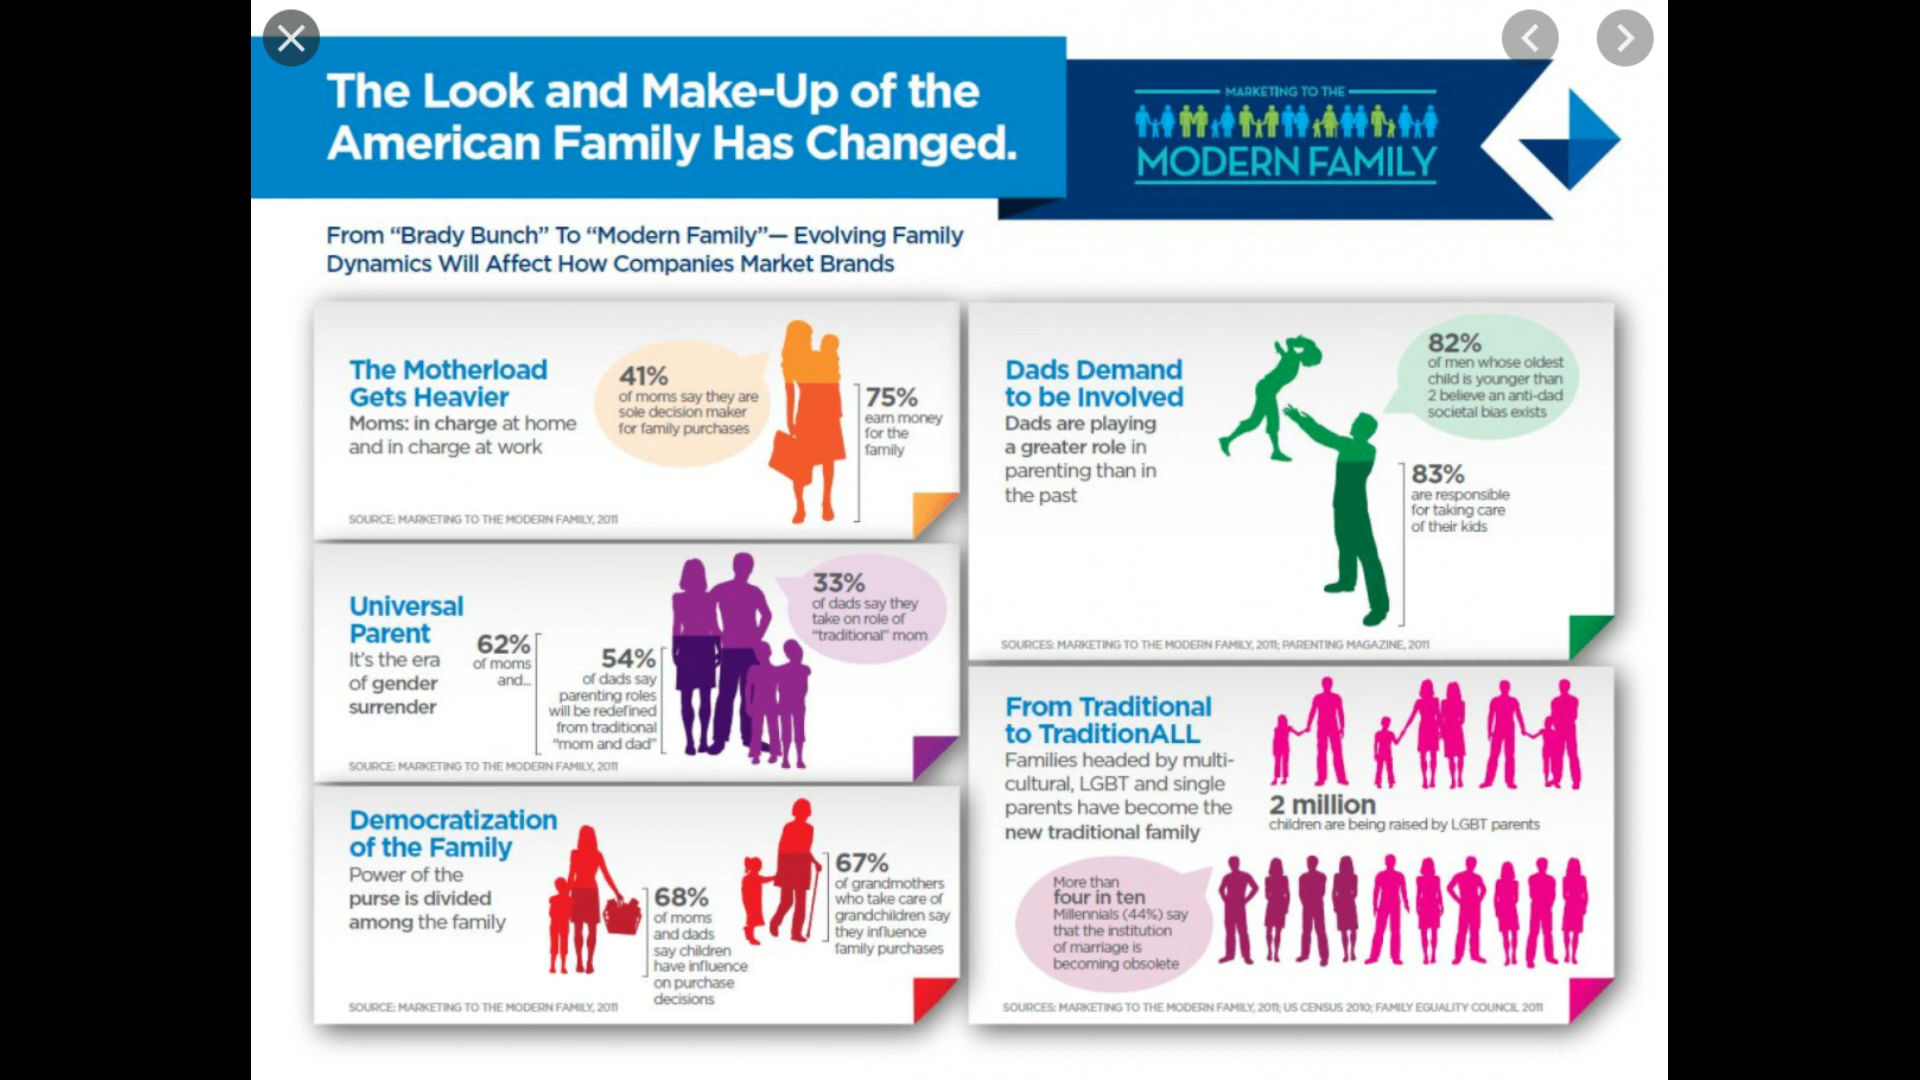 The Look and Make-Up of the
American Family Has Changed.
MARKETING TO THE
MODERN FAMILY
From “Brady Bunch” To “Modern Family”— Evolving Family
Dynamics Will Affect How Companies Market Brands
The Motherload
Gets Heavier
Moms: in charge at home
and in charge at work
41%
of moms say they are
sole decision maker
for family purchases
75%
earn money
for the
family
SOURCE: MARKETING TO THE MODERN FAMILY, 2011
Universal
Parent
It's the era
of gender
surrender
62%
of moms
and...
54%
of dads say
parenting roles
will be redefined
from traditional
“mom and dad”
33%
of dads say they
take on role of
“traditional” mom
SOURCE: MARKETING TO THE MODERN FAMILY, 2011
Democratization
of the Family
Power of the
purse is divided
among the family
68%
of moms
and dads
say children
have influence
on purchase
decisions
67%
of grandmothers
who take care of
grandchildren say
they influence
family purchases
SOURCE: MARKETING TO THE MODERN FAMILY, 2011
Dads Demand
to be Involved
Dads are playing
a greater role in
parenting than in
the past
82%
of men whose oldest
child is younger than
2 believe an anti-dad
societal bias exists
83%
are responsible
for taking care
of their kids
SOURCES: MARKETING TO THE MODERN FAMILY, 2011; PARENTING MAGAZINE, 2011
From Traditional
to TraditionALL
Families headed by multi-
cultural, LGBT and single
parents have become the
new traditional family
2 million
children are being raised by LGBT parents
More than
four in ten
Millennials (44%) say
that the institution
of marriage is
becoming obsolete
SOURCES: MARKETING TO THE MODERN FAMILY, 2011; US CENSUS 2010; FAMILY EQUALITY COUNCIL 2011